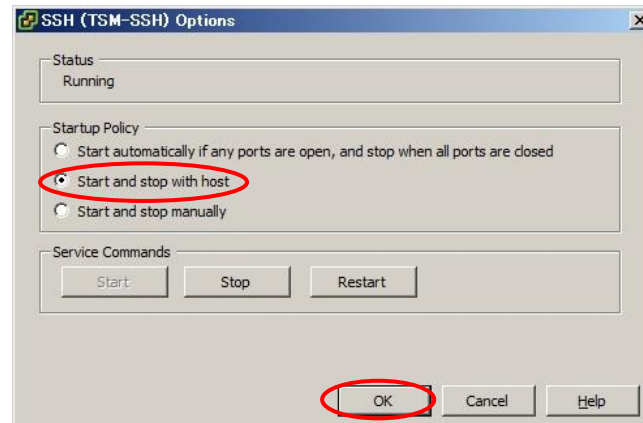 SSH (TSM-SSH) Options
Status
Running
Startup Policy
Start automatically if any ports are open, and stop when all ports are closed
Start and stop with host
Start and stop manually
Service Commands
Start Stop Restart
OK Cancel Help